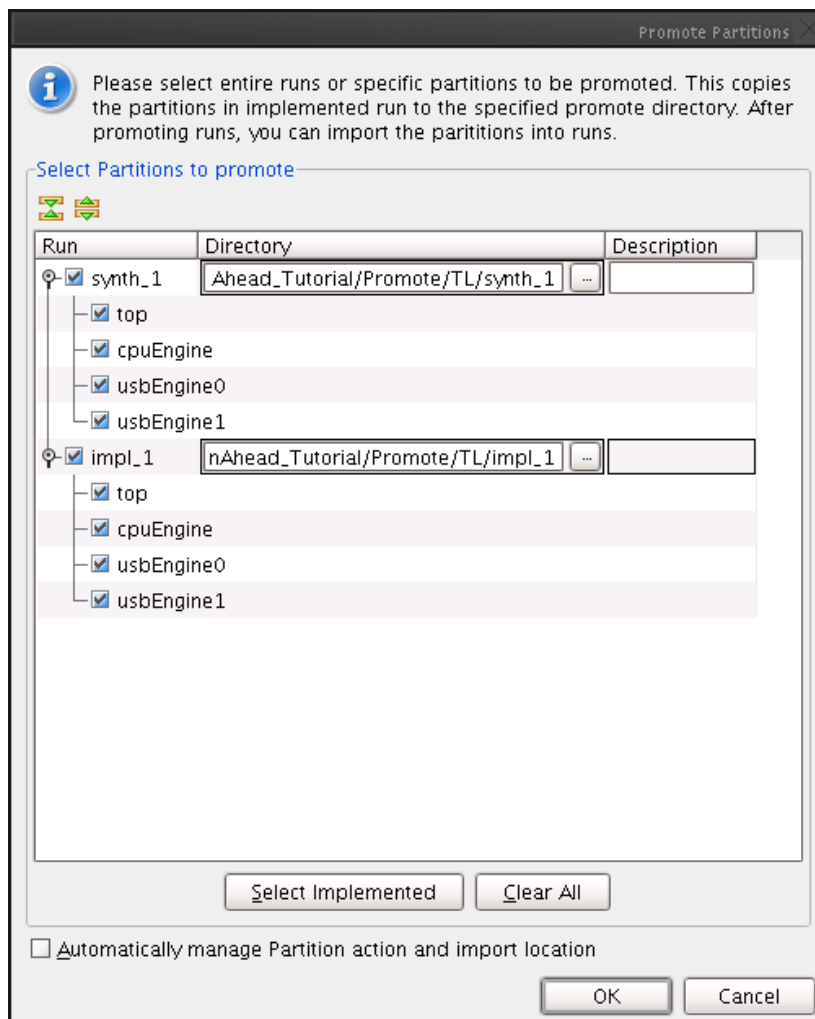 Promote Partitions
Please select entire runs or specific partitions to be promoted. This copies
the partitions in implemented run to the specified promote directory. After
promoting runs, you can import the parititions into runs.
Select Partitions to promote
Run Directory Description
synth_1 Ahead_Tutorial/Promote/TL/synth_1 ...
top
cpuEngine
usbEngine0
usbEngine1
impl_1 nAhead_Tutorial/Promote/TL/impl_1 ...
top
cpuEngine
usbEngine0
usbEngine1
Select Implemented Clear All
Automatically manage Partition action and import location
OK Cancel